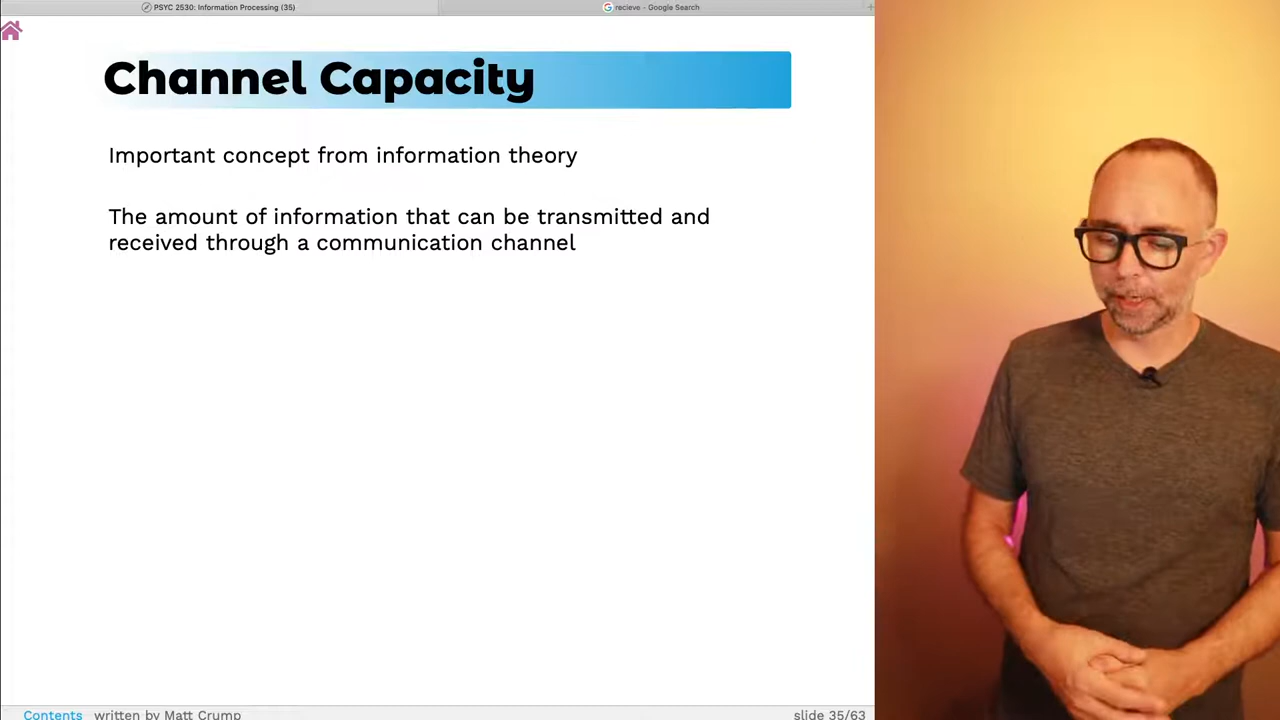 PSYC 2530: Information Processing (35)
recieve - Google Search
Channel Capacity
Important concept from information theory
The amount of information that can be transmitted and
received through a communication channel
Contents written by Matt Crump
slide 35/63